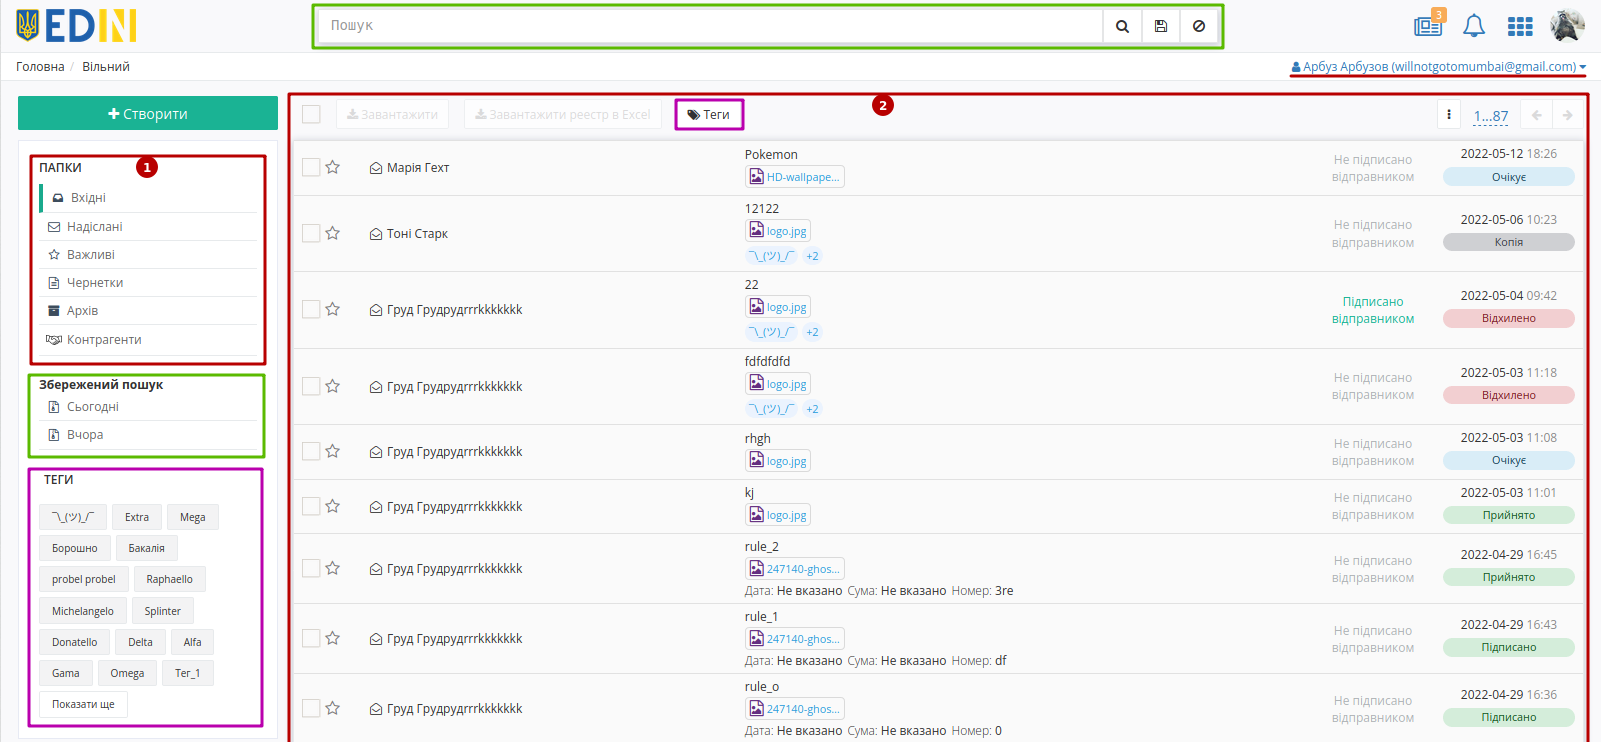 EDIN
Пошук
3
Головна / Вільний
Арбуз Арбузов (willnotgotomumbai@gmail.com)
Створити
ПАПКИ
1
Вхідні
Надіслані
Важливі
Чернетки
Архів
Контрагенти
Збережений пошук
Сьогодні
Вчора
ТЕГИ
¯\_(ツ)_/¯ Extra Mega
Борошно Бакалія
probel probel Raphaello
Michelangelo Splinter
Donatello Delta Alfa
Gama Omega Тег_1
Показати ще
Завантажити Завантажити реєстр в Excel Теги 2 1...87
Марія Гехт
Pokemon
HD-wallpape...
Не підписано
відправником
2022-05-12 18:26
Очікує
Тоні Старк
12122
logo.jpg
¯\_(ツ)_/¯ +2
Не підписано
відправником
2022-05-06 10:23
Копія
Груд Грудрудrrrkkkkkkk
22
logo.jpg
¯\_(ツ)_/¯ +2
Підписано
відправником
2022-05-04 09:42
Відхилено
Груд Грудрудrrrkkkkkkk
fdfdfdfd
logo.jpg
¯\_(ツ)_/¯ +2
Не підписано
відправником
2022-05-03 11:18
Відхилено
Груд Грудрудrrrkkkkkkk
rhgh
logo.jpg
Не підписано
відправником
2022-05-03 11:08
Очікує
Груд Грудрудrrrkkkkkkk
kj
logo.jpg
Не підписано
відправником
2022-05-03 11:01
Прийнято
Груд Грудрудrrrkkkkkkk
rule_2
247140-ghos...
Дата: Не вказано Сума: Не вказано Номер: 3re
Не підписано
відправником
2022-04-29 16:45
Прийнято
Груд Грудрудrrrkkkkkkk
rule_1
247140-ghos...
Дата: Не вказано Сума: Не вказано Номер: df
Не підписано
відправником
2022-04-29 16:43
Підписано
Груд Грудрудrrrkkkkkkk
rule_o
247140-ghos...
Дата: Не вказано Сума: Не вказано Номер: 0
Не підписано
відправником
2022-04-29 16:36
Підписано